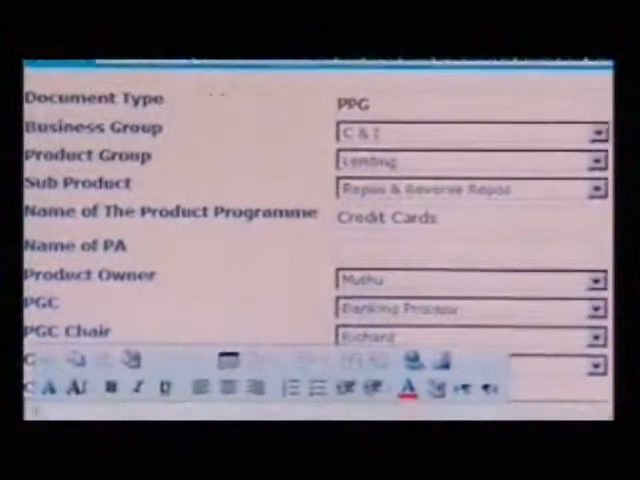 Document Type PPG
Business Group C & I
Product Group Lending
Sub Product Repos & Reverse Repos
Name of The Product Programme Credit Cards
Name of PA
Product Owner Muthu
PGC Banking Process
PGC Chair Richard